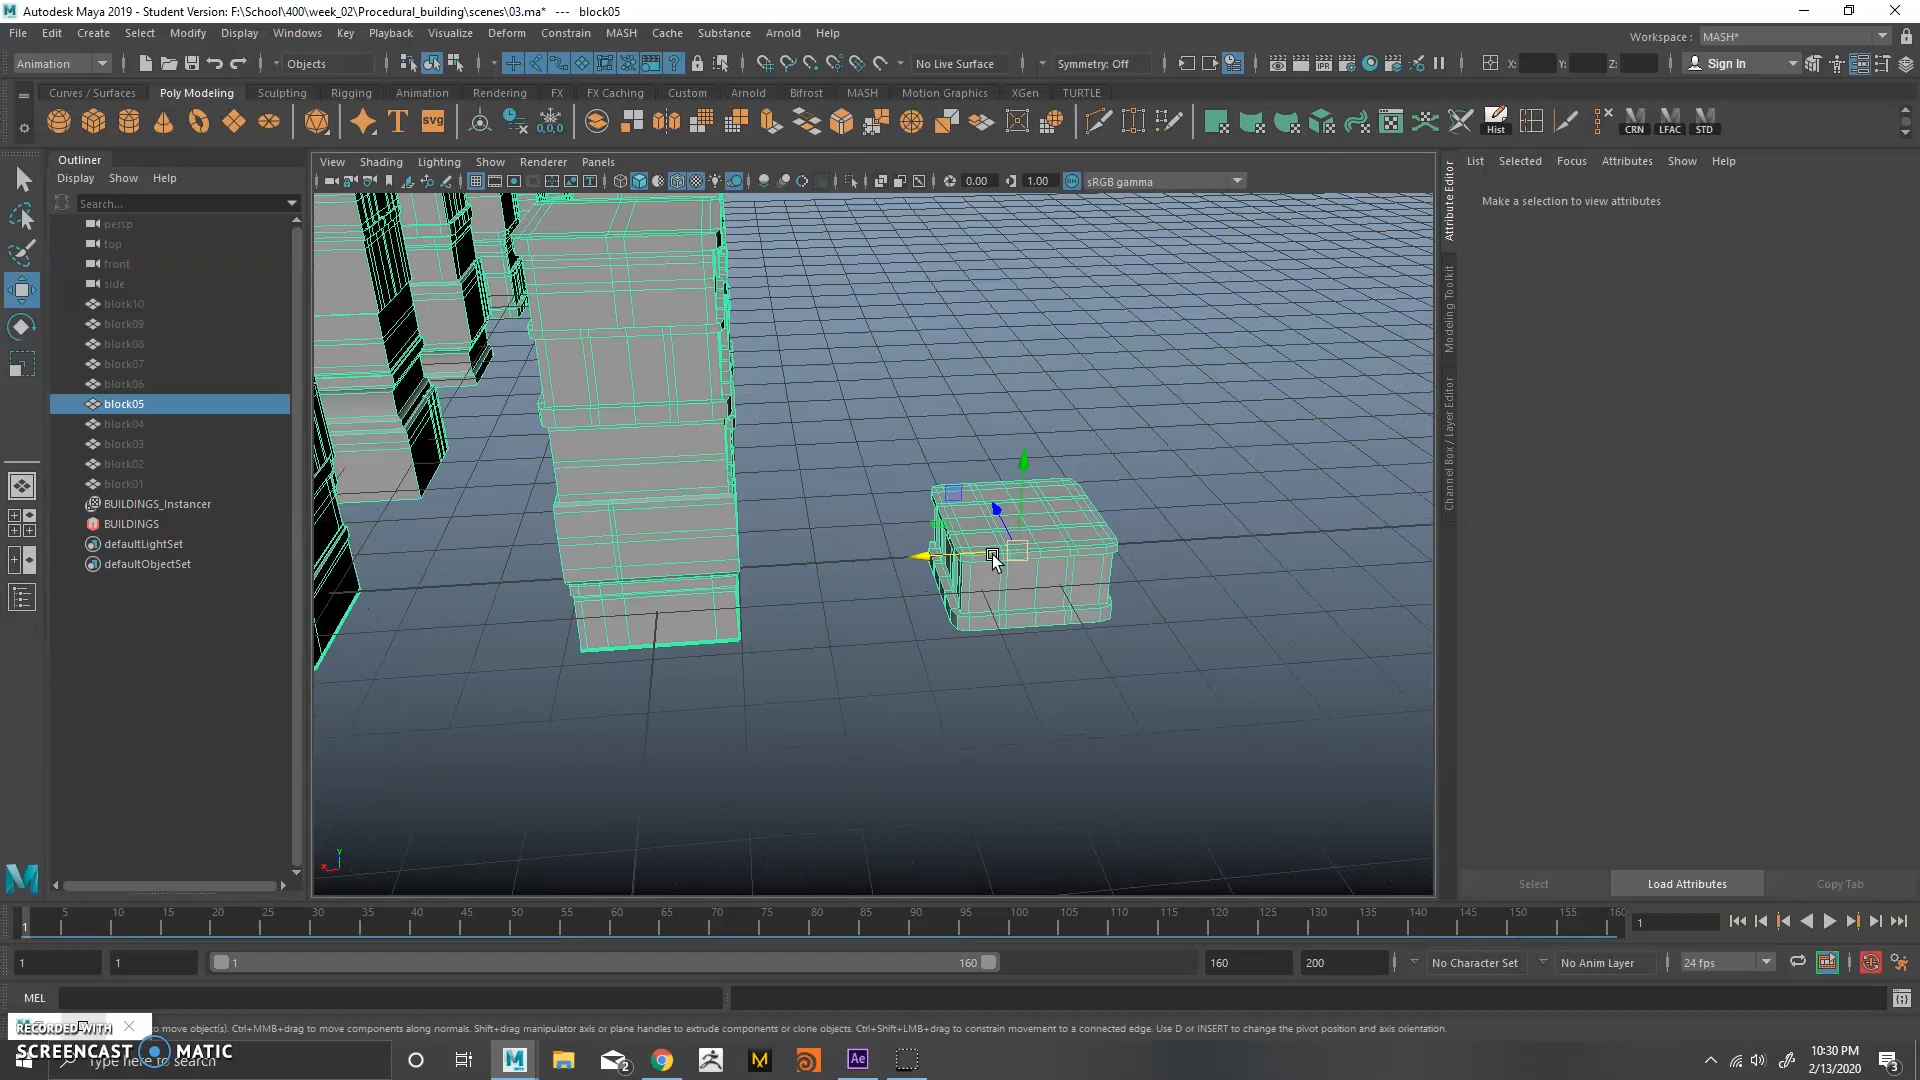 Autodesk Maya 2019 - Student Version: F:\School\400\week_02\Procedural_building\scenes\03.ma*   ---   block05
File Edit Create Select Modify Display Windows Key Playback Visualize Deform Constrain MASH Cache Substance Arnold Help
Workspace : MASH*
Animation Objects No Live Surface Symmetry: Off X: Y: Z: Sign In
Curves / Surfaces Poly Modeling Sculpting Rigging Animation Rendering FX FX Caching Custom Arnold Bifrost MASH Motion Graphics XGen TURTLE
T SVG 0,0,0 Hist CRN LFAC STD
Outliner
Display Show Help
Search...
persp
top
front
side
block10
block09
block08
block07
block06
block05
block04
block03
block02
block01
BUILDINGS_Instancer
BUILDINGS
defaultLightSet
defaultObjectSet
View Shading Lighting Show Renderer Panels
0.00 1.00 sRGB gamma
y
x
Attribute Editor
Modeling Toolkit
Channel Box / Layer Editor
List Selected Focus Attributes Show Help
Make a selection to view attributes
Select Load Attributes Copy Tab
1 5 10 15 20 25 30 35 40 45 50 55 60 65 70 75 80 85 90 95 100 105 110 115 120 125 130 135 140 145 150 155 160 1
1 1 1 160 160 200 No Character Set No Anim Layer 24 fps
MEL
to move object(s). Ctrl+MMB+drag to move components along normals. Shift+drag manipulator axis or plane handles to extrude components or clone objects. Ctrl+Shift+LMB+drag to constrain movement to a connected edge. Use D or INSERT to change the pivot position and axis orientation.
RECORDED WITH
SCREENCAST MATIC
Type here to search
2 M Ae
10:30 PM
2/13/2020
3